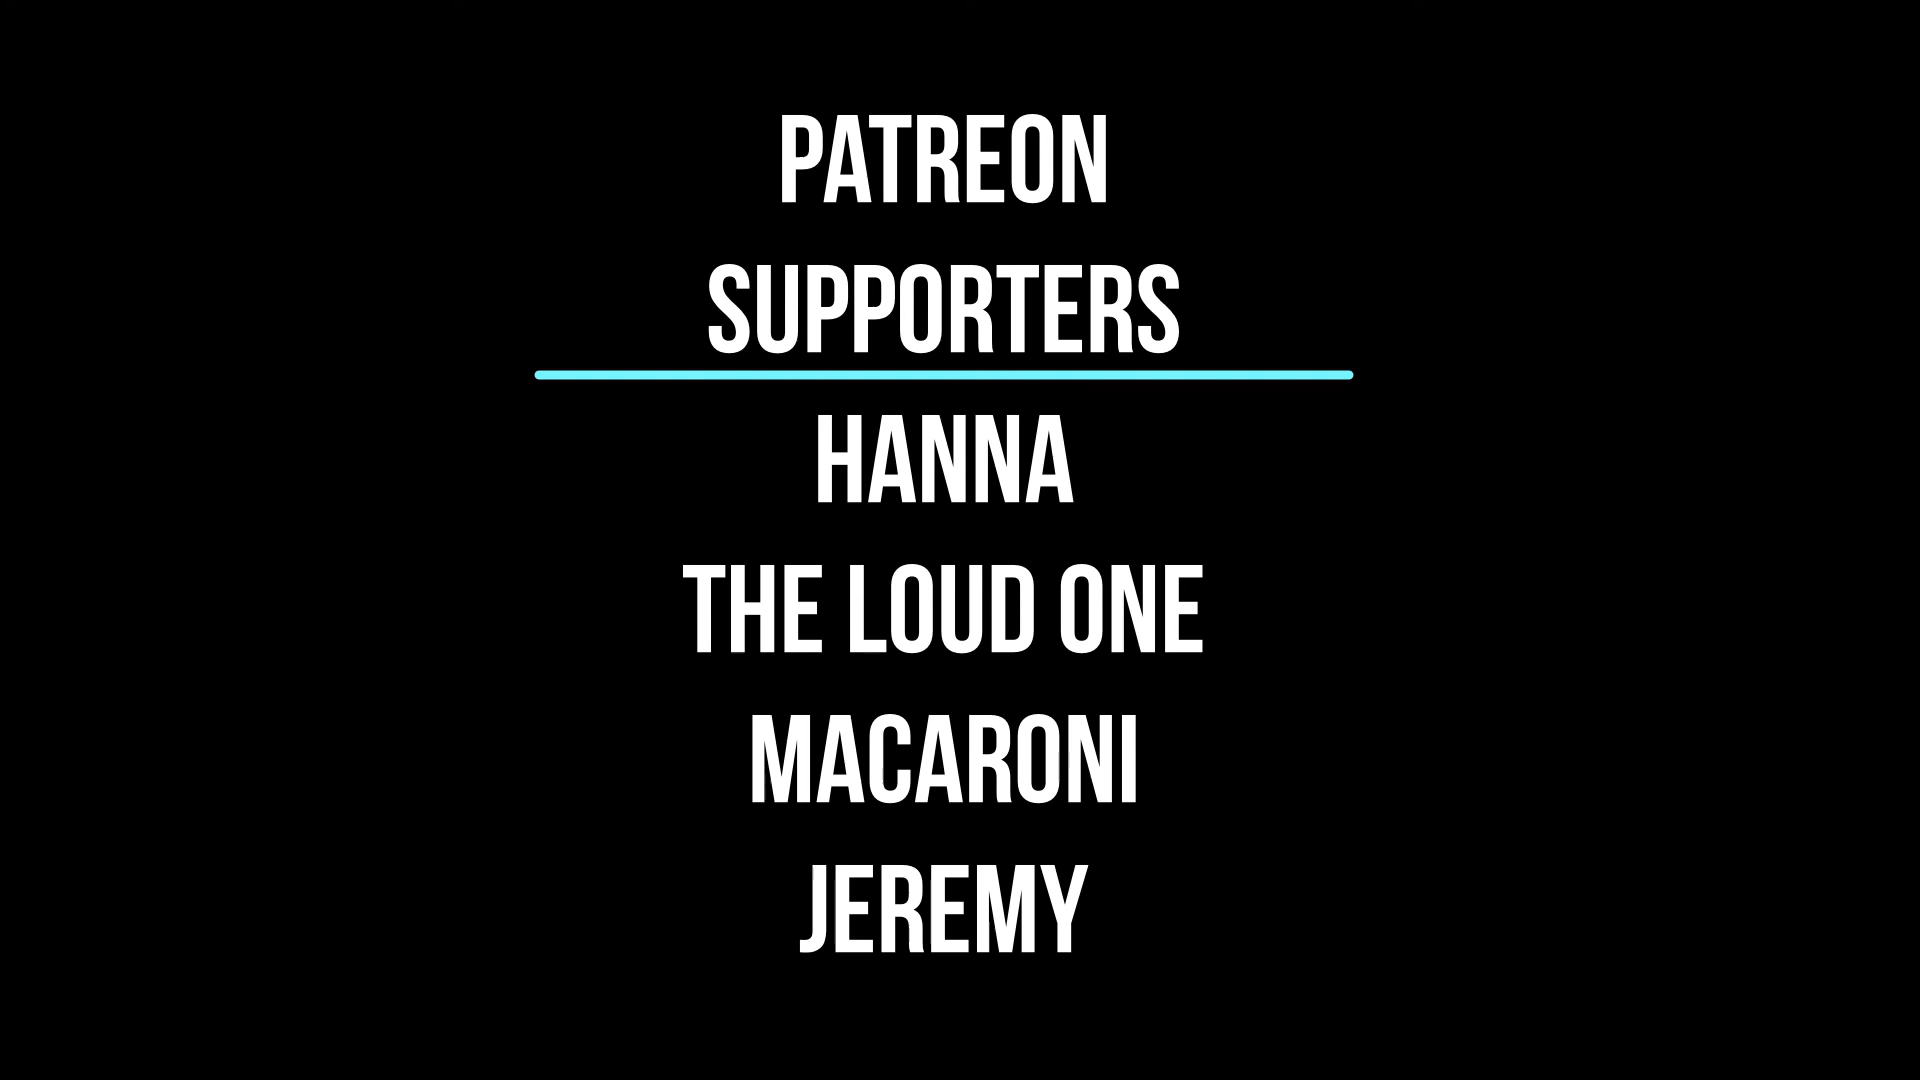 PATREON
SUPPORTERS
HANNA
THE LOUD ONE
MACARONI
JEREMY